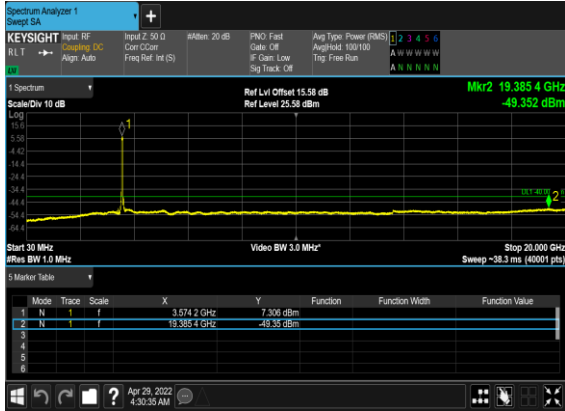 Spectrum Analyzer 1
Swept SA
+
KEYSIGHT Input: RF Input Z: 50 Ω #Atten: 20 dB PNO: Fast Avg Type: Power (RMS) 1 2 3 4 5 6
RLT Coupling: DC Corr CCorr Gate: Off Avg|Hold: 100/100 A W W W W W
Align: Auto Freq Ref: Int (S) IF Gain: Low Trig: Free Run
Sig Track: Off A N N N N N
1 Spectrum Ref Lvl Offset 15.58 dB Mkr2 19.385 4 GHz
Scale/Div 10 dB Ref Level 25.58 dBm -49.352 dBm
Log
15.6
5.58
-4.42
-14.4
-24.4
-34.4
-44.4
-54.4
-64.4
1
2
Start 30 MHz Video BW 3.0 MHz* Stop 20.000 GHz
#Res BW 1.0 MHz Sweep ~38.3 ms (40001 pts)
5 Marker Table
Mode Trace Scale X Y Function Function Width Function Value
1 N 1 f 3.574 2 GHz 7.306 dBm
2 N 1 f 19.385 4 GHz -49.35 dBm
3
4
5
6
? Apr 29, 2022
4:30:35 AM